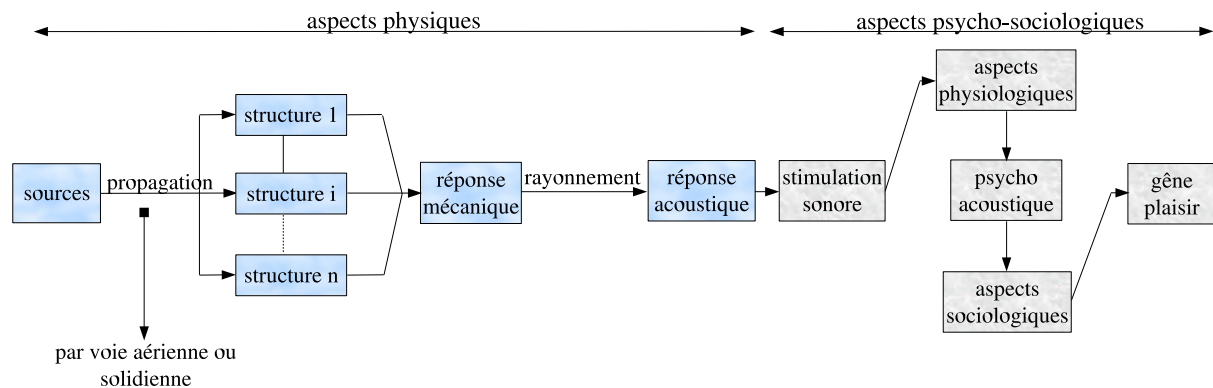 aspects physiques
aspects psycho-sociologiques
sources
propagation
par voie aérienne ou
solidienne
structure 1
structure i
structure n
réponse
mécanique
rayonnement
réponse
acoustique
stimulation
sonore
aspects
physiologiques
psycho
acoustique
aspects
sociologiques
gêne
plaisir